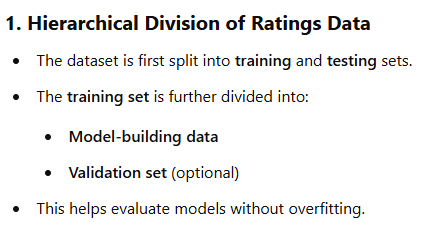 1. Hierarchical Division of Ratings Data
• The dataset is first split into training and testing sets.
• The training set is further divided into:
• Model-building data
• Validation set (optional)
• This helps evaluate models without overfitting.